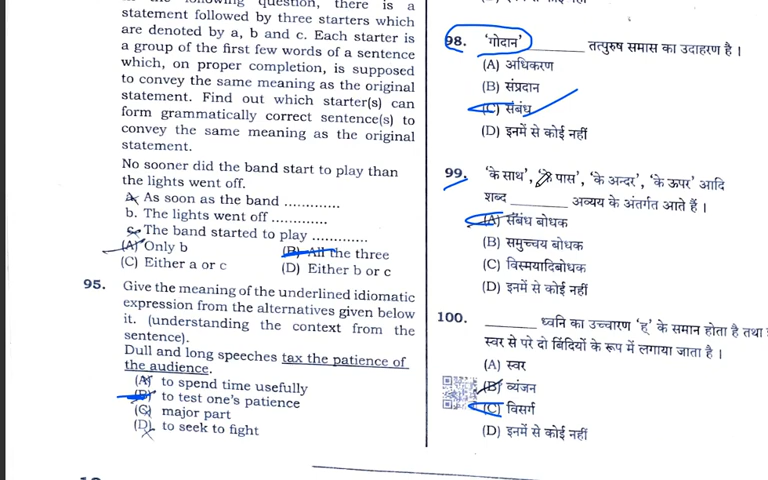 following question, there is a
statement followed by three starters which
are denoted by a, b and c. Each starter is
a group of the first few words of a sentence
which, on proper completion, is supposed
to convey the same meaning as the original
statement. Find out which starter(s) can
form grammatically correct sentence(s) to
convey the same meaning as the original
statement.
No sooner did the band start to play than
the lights went off.
a. As soon as the band .............
b. The lights went off .............
c. The band started to play .............
(A) Only b (B) All the three
(C) Either a or c (D) Either b or c
95. Give the meaning of the underlined idiomatic
expression from the alternatives given below
it. (understanding the context from the
sentence).
Dull and long speeches tax the patience of
the audience.
(A) to spend time usefully
(B) to test one's patience
(C) major part
(D) to seek to fight
98. 'गोदान' ________ तत्पुरुष समास का उदाहरण है ।
(A) अधिकरण
(B) संप्रदान
(C) संबंध
(D) इनमें से कोई नहीं
99. 'के साथ', 'के पास', 'के अन्दर', 'के ऊपर' आदि
शब्द ________ अव्यय के अंतर्गत आते हैं ।
(A) संबंध बोधक
(B) समुच्चय बोधक
(C) विस्मयादिबोधक
(D) इनमें से कोई नहीं
100. ________ ध्वनि का उच्चारण 'ह्' के समान होता है तथा
स्वर से परे दो बिंदियों के रूप में लगाया जाता है ।
(A) स्वर
(B) व्यंजन
(C) विसर्ग
(D) इनमें से कोई नहीं